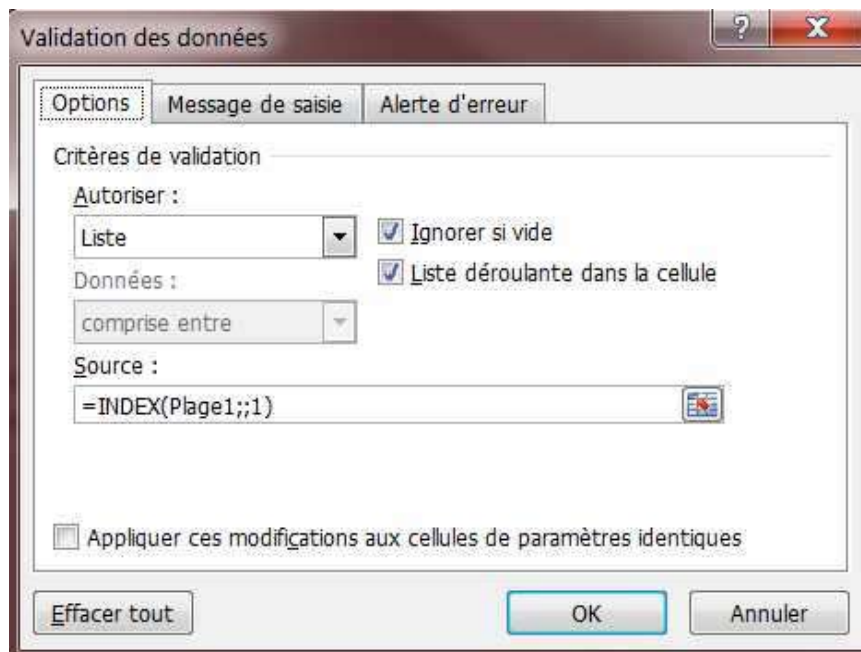 Validation des données
? X
Options Message de saisie Alerte d'erreur
Critères de validation
Autoriser :
Liste
Ignorer si vide
Données :
Liste déroulante dans la cellule
comprise entre
Source :
=INDEX(Plage1;;1)
Appliquer ces modifications aux cellules de paramètres identiques
Effacer tout OK Annuler